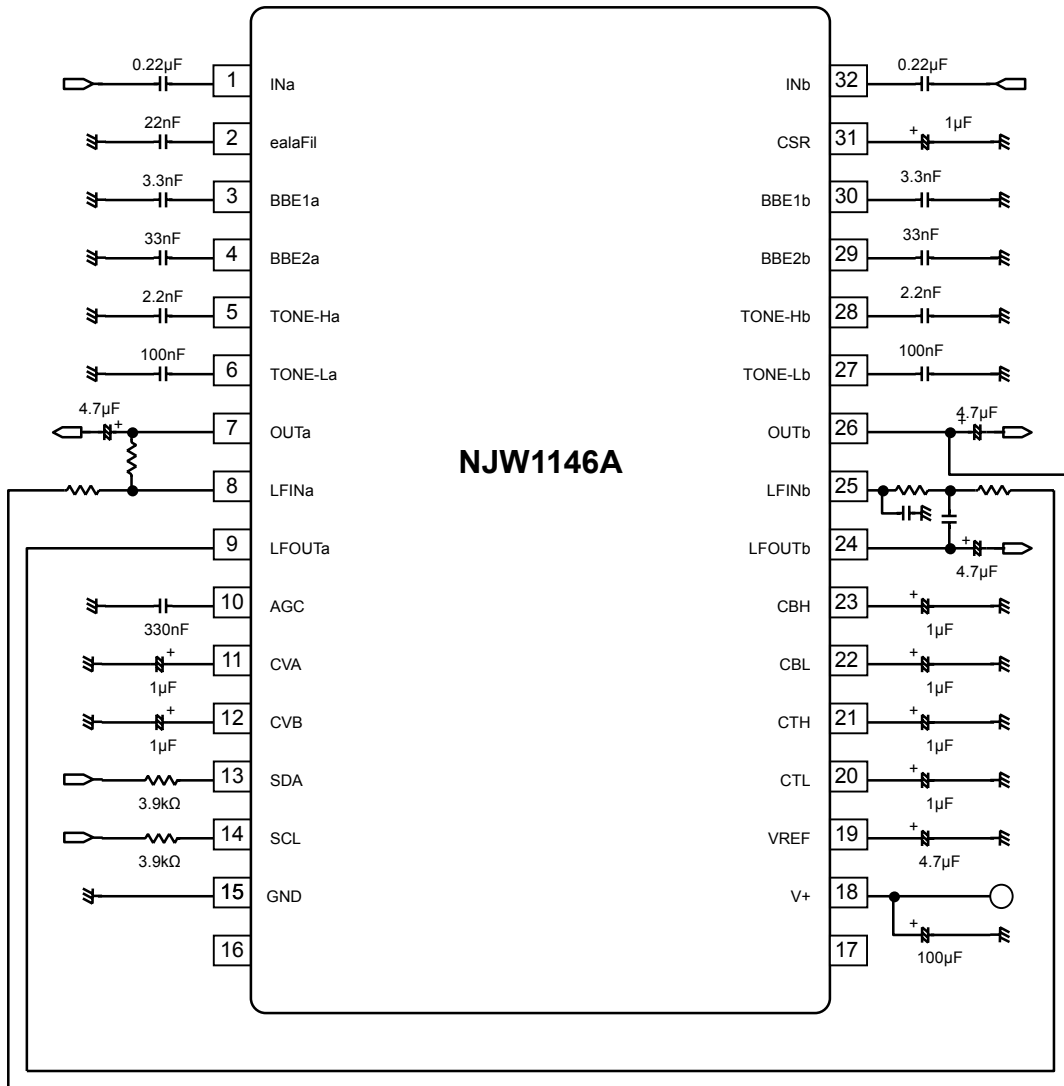 0.22µF 1 INa INb 32 0.22µF
22nF 2 ealaFil CSR 31 + 1µF
3.3nF 3 BBE1a BBE1b 30 3.3nF
33nF 4 BBE2a BBE2b 29 33nF
2.2nF 5 TONE-Ha TONE-Hb 28 2.2nF
100nF 6 TONE-La TONE-Lb 27 100nF
4.7µF + 7 OUTa OUTb 26 + 4.7µF
NJW1146A
8 LFINa LFINb 25
9 LFOUTa LFOUTb 24 + 4.7µF
330nF 10 AGC CBH 23 + 1µF
1µF + 11 CVA CBL 22 + 1µF
1µF + 12 CVB CTH 21 + 1µF
3.9kΩ 13 SDA CTL 20 + 1µF
3.9kΩ 14 SCL VREF 19 + 4.7µF
15 GND V+ 18
16 17 + 100µF